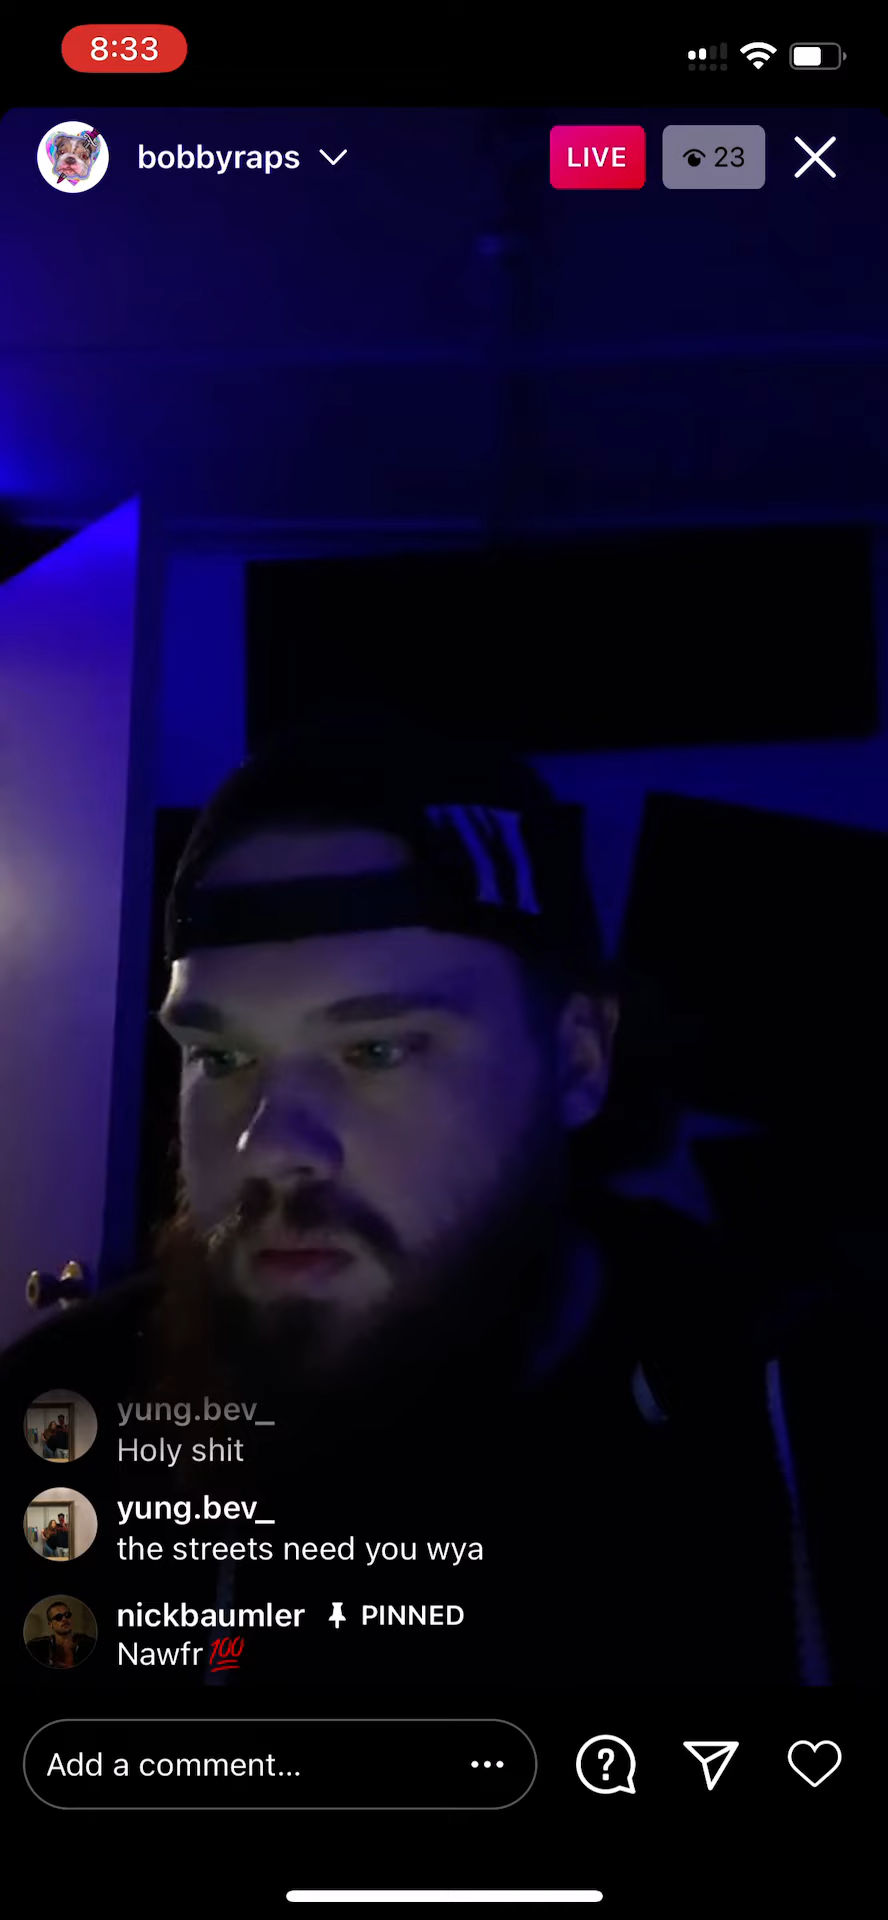 8:33
bobbyraps
LIVE
23
yung.bev_
Holy shit
yung.bev_
the streets need you wya
nickbaumler PINNED
Nawfr💯
Add a comment...